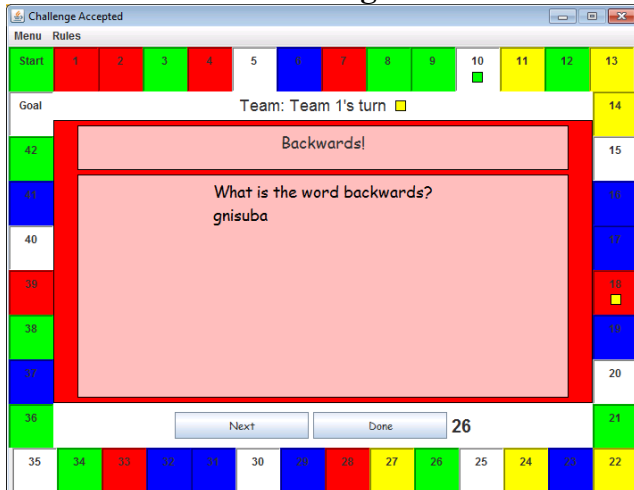 Challenge Accepted
Menu Rules
Start 1 2 3 4 5 6 7 8 9 10 11 12 13
Goal Team: Team 1's turn 14
Backwards!
42 15
What is the word backwards?
41 16
gnisuba
40 17
39 18
38 19
37 20
36 Next Done 26 21
35 34 33 32 31 30 29 28 27 26 25 24 23 22